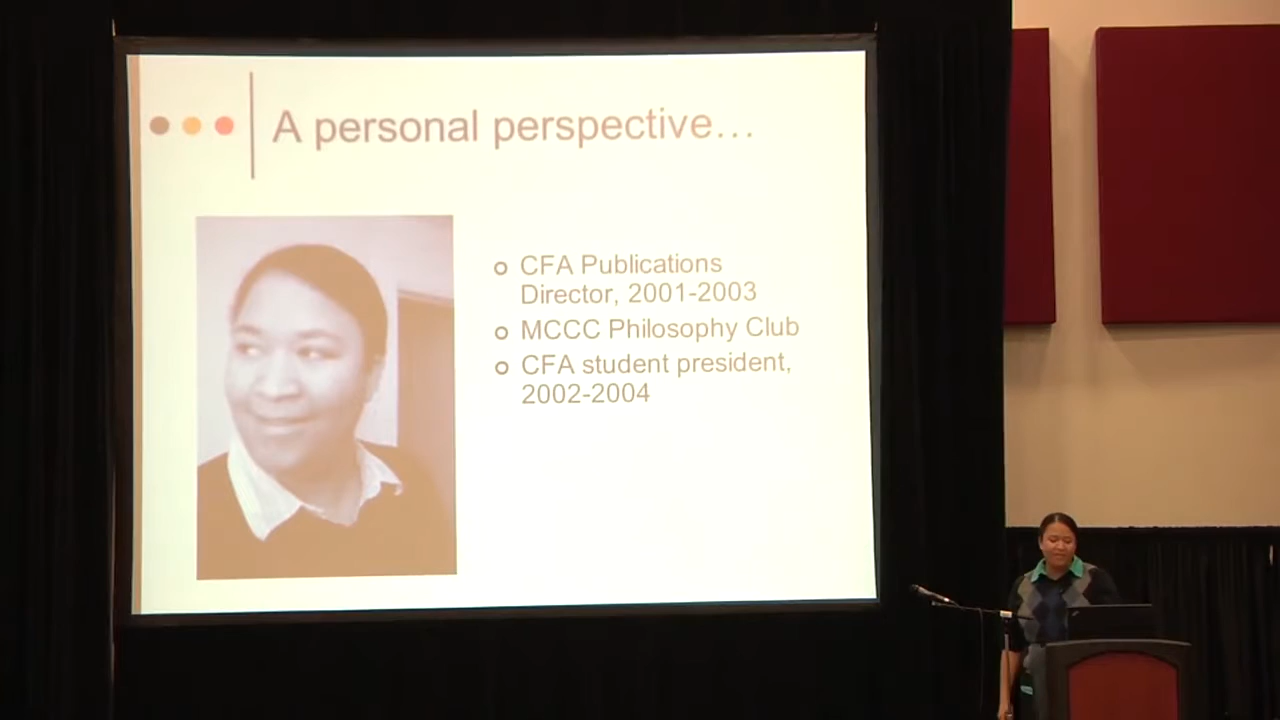 A personal perspective…
CFA Publications
Director, 2001-2003
MCCC Philosophy Club
CFA student president,
2002-2004